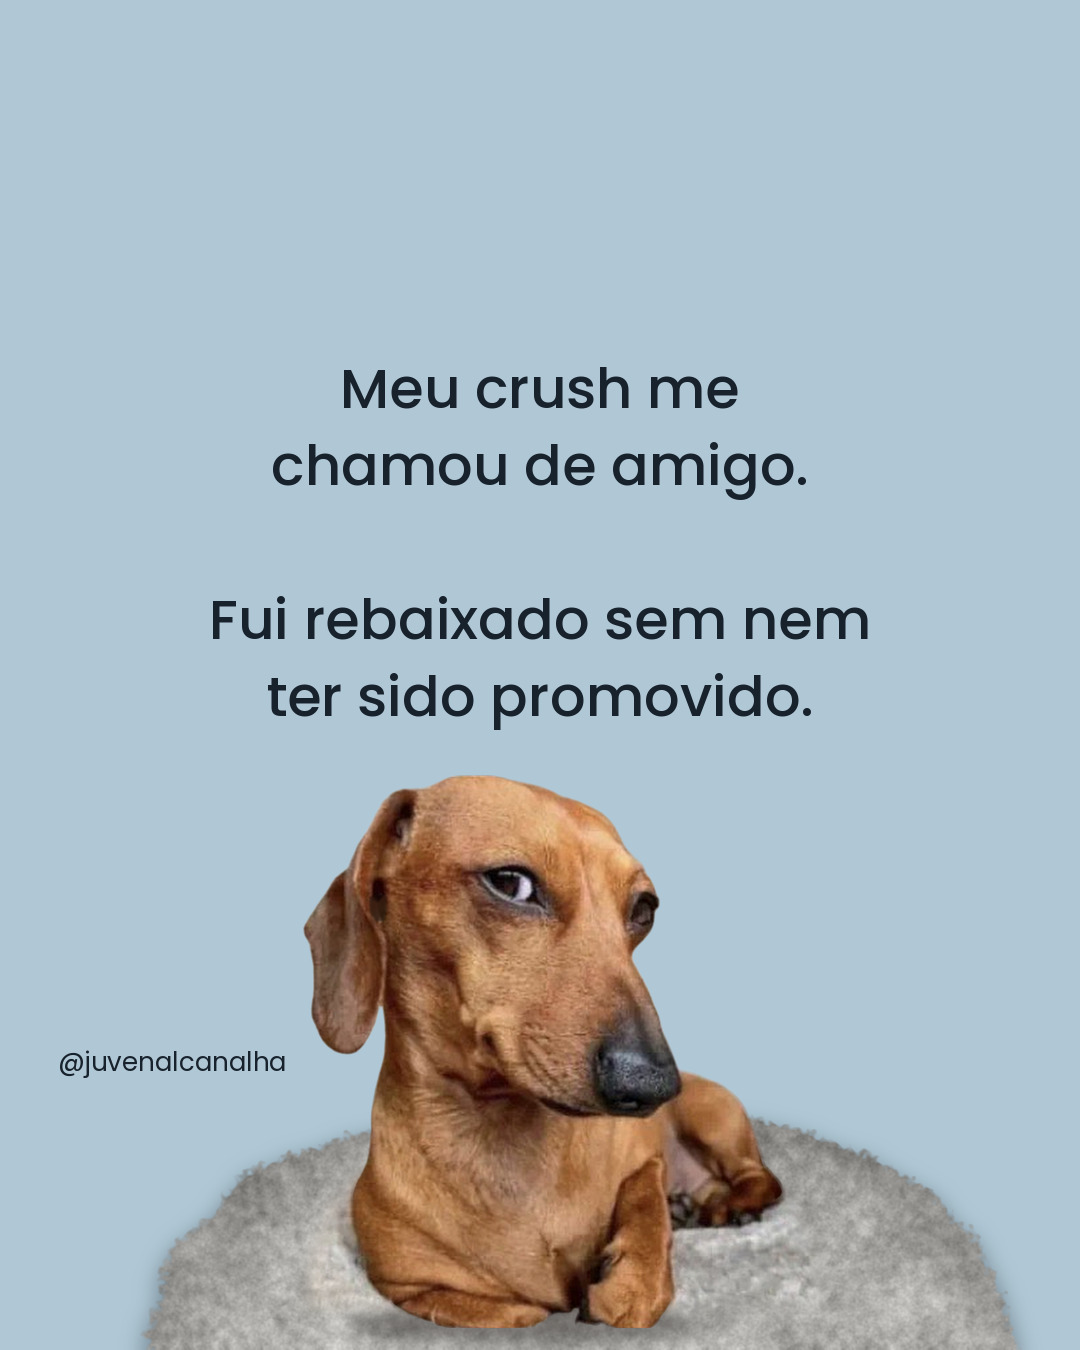 Meu crush me
chamou de amigo.
Fui rebaixado sem nem
ter sido promovido.
@juvenalcanalha